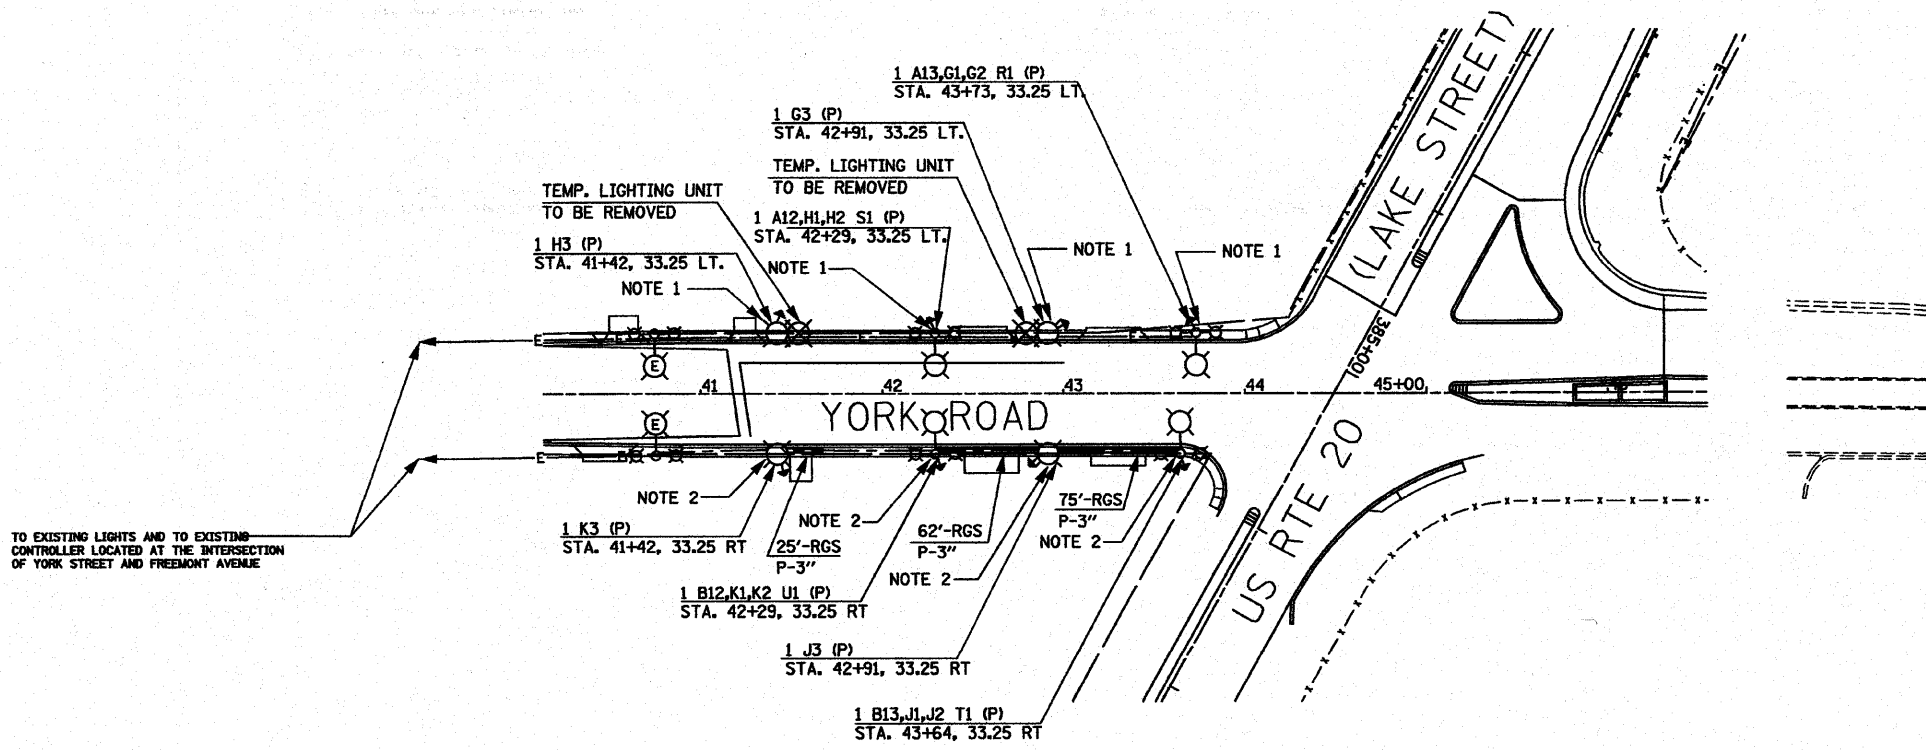 1 A13,G1,G2 R1 (P)
STA. 43+73, 33.25 LT.
1 G3 (P)
STA. 42+91, 33.25 LT.
TEMP. LIGHTING UNIT
TO BE REMOVED
TEMP. LIGHTING UNIT
TO BE REMOVED
1 A12,H1,H2 S1 (P)
STA. 42+29, 33.25 LT.
1 H3 (P)
STA. 41+42, 33.25 LT.
NOTE 1
NOTE 1
NOTE 1
NOTE 1
(LAKE STREET)
385+00
E
E
E
E
E
41
42
43
44
45+00
YORK ROAD
E
E
NOTE 2
NOTE 2
NOTE 2
NOTE 2
1 K3 (P)
STA. 41+42, 33.25 RT
25'-RGS
P-3"
62'-RGS
P-3"
75'-RGS
P-3"
US RTE 20
TO EXISTING LIGHTS AND TO EXISTING
CONTROLLER LOCATED AT THE INTERSECTION
OF YORK STREET AND FREEMONT AVENUE
1 B12,K1,K2 U1 (P)
STA. 42+29, 33.25 RT
1 J3 (P)
STA. 42+91, 33.25 RT
1 B13,J1,J2 T1 (P)
STA. 43+64, 33.25 RT